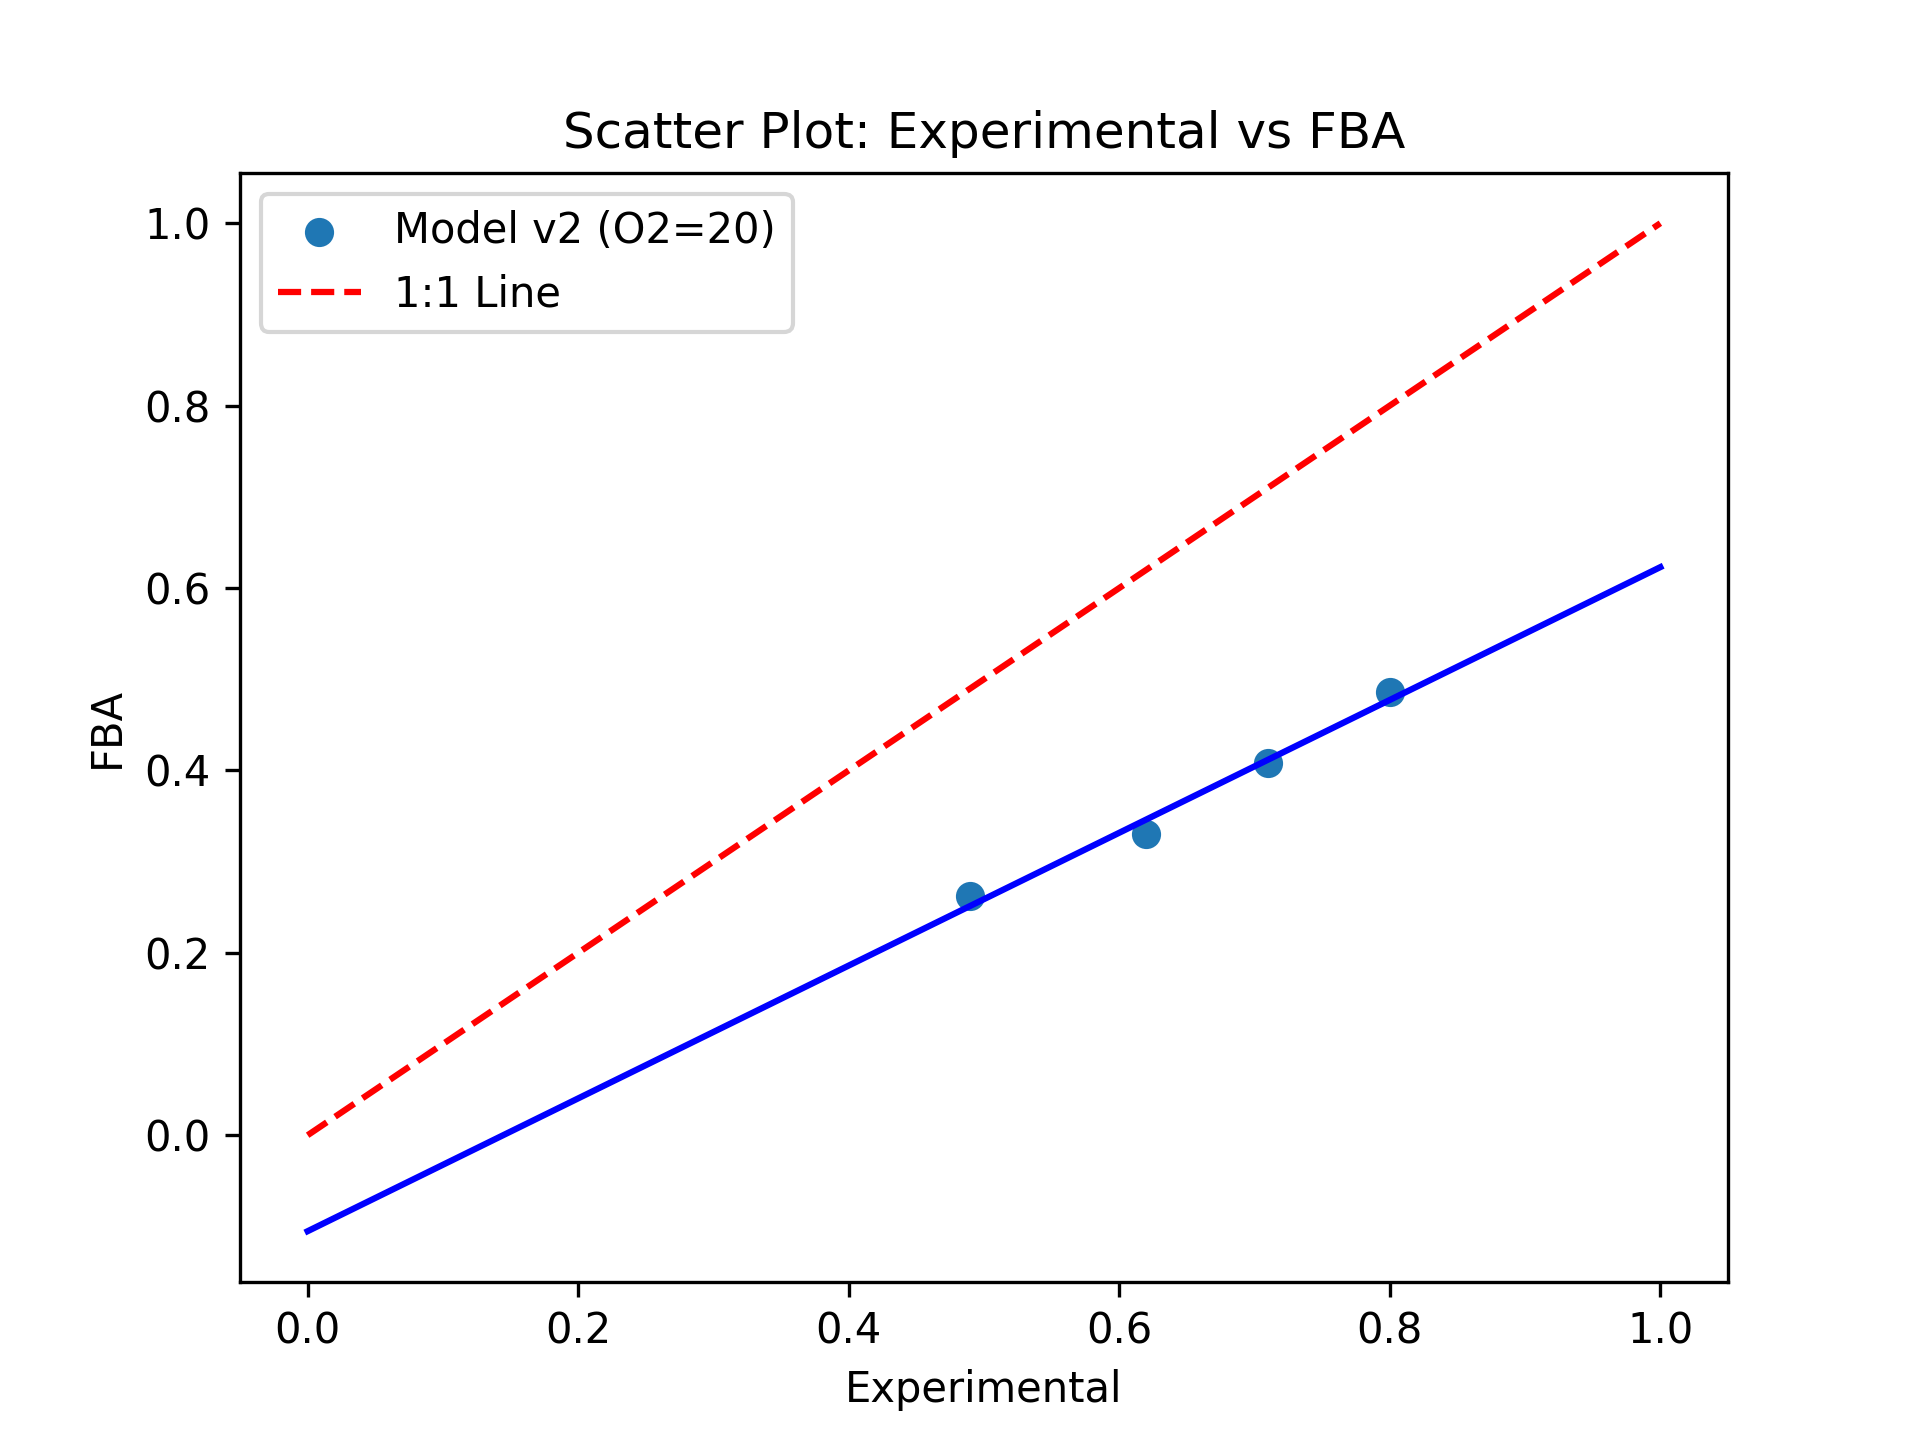 Scatter Plot: Experimental vs FBA
Model v2 (O2=20)
1:1 Line
1.0
0.8
0.6
0.4
0.2
0.0
FBA
0.0 0.2 0.4 0.6 0.8 1.0
Experimental